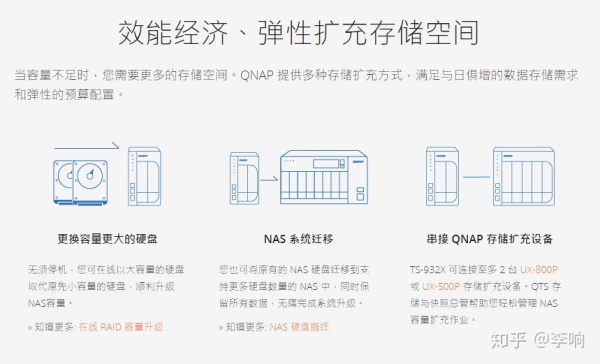 效能经济、弹性扩充存储空间
当容量不足时，您需要更多的存储空间。QNAP 提供多种存储扩充方式，满足与日俱增的数据存储需求
和弹性的预算配置。
更换容量更大的硬盘
无须停机，您可在线以大容量的硬盘
取代原先小容量的硬盘，顺利升级
NAS容量。
» 知道更多: 在线 RAID 容量升级
NAS 系统迁移
您也可将原有的 NAS 硬盘迁移到支
持更多硬盘数量的 NAS 中，同时保
留所有数据，无痛完成系统升级。
» 知道更多: NAS 硬盘搬迁
串接 QNAP 存储扩充设备
TS-932X 可连接至多 2 台 UX-800P
或 UX-500P 存储扩充设备。QTS 存
储与快照总管帮助您轻松管理 NAS
容量扩充作业。
知乎 @李响